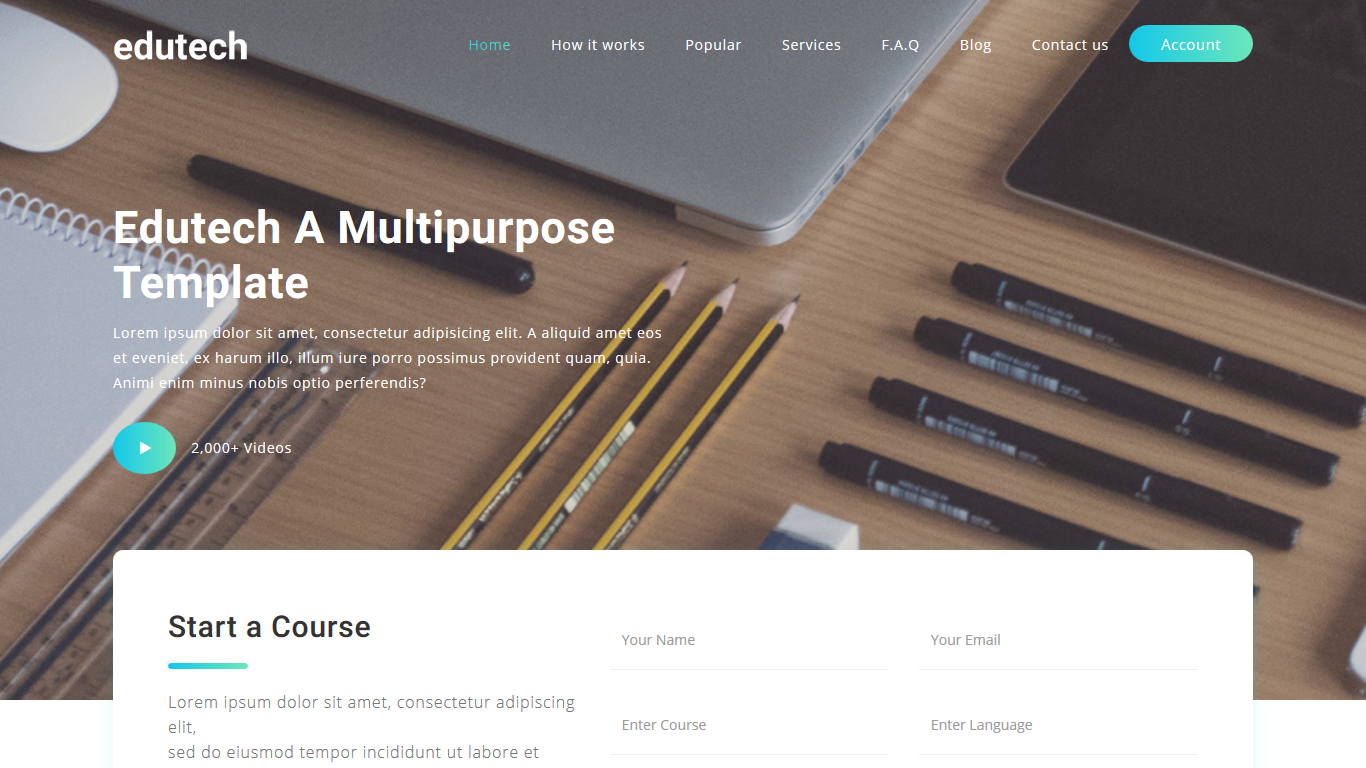 edutech
Home How it works Popular Services F.A.Q Blog Contact us Account
Edutech A Multipurpose
Template
Lorem ipsum dolor sit amet, consectetur adipisicing elit. A aliquid amet eos
et eveniet, ex harum illo, illum iure porro possimus provident quam, quia.
Animi enim minus nobis optio perferendis?
2,000+ Videos
Start a Course
Your Name Your Email
Lorem ipsum dolor sit amet, consectetur adipiscing
elit,
Enter Course Enter Language
sed do eiusmod tempor incididunt ut labore et